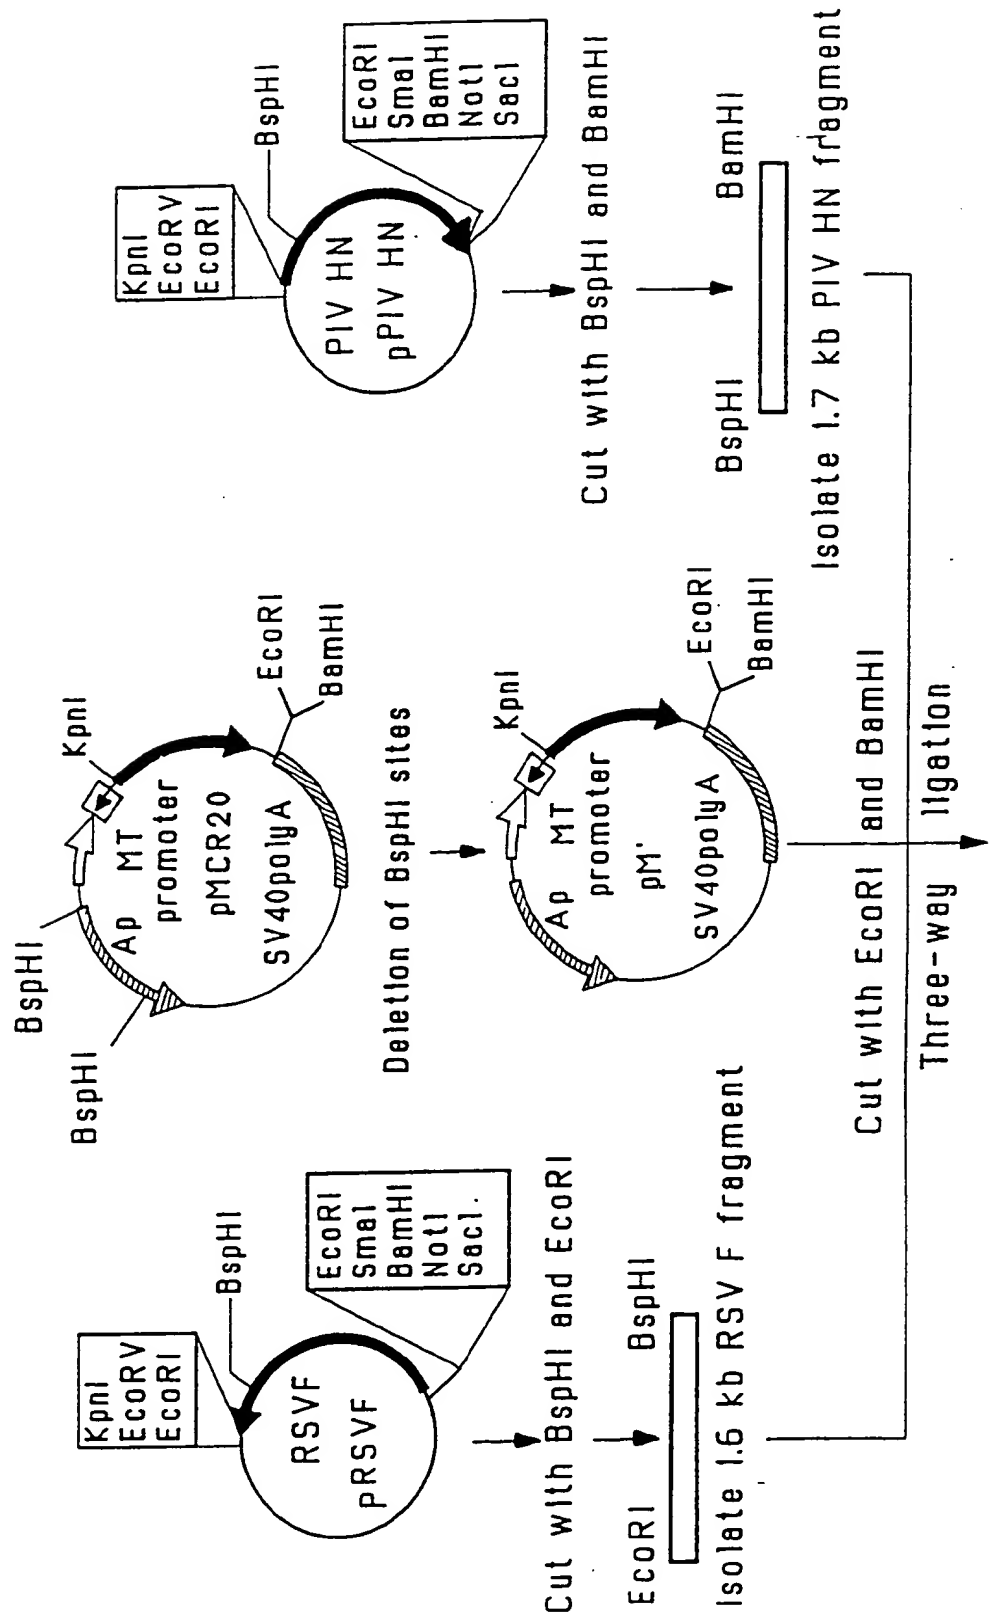 KpnI
EcoRV
EcoRI
BspHI
RSVF
pRSVF
EcoRI
SmaI
BamHI
NotI
SacI.
Cut with BspHI and EcoRI
EcoRI
BspHI
Isolate 1.6 kb RSV F fragment
BspHI
BspHI
KpnI
Ap
MT
promoter
pMCR20
SV40polyA
EcoRI
BamHI
Deletion of BspHI sites
KpnI
Ap
MT
promoter
pM'
SV40polyA
EcoRI
BamHI
Cut with EcoRI and BamHI
Three-way ligation
KpnI
EcoRV
EcoRI
BspHI
PIV HN
pPIV HN
EcoRI
SmaI
BamHI
NotI
SacI
Cut with BspHI and BamHI
BspHI
BamHI
Isolate 1.7 kb PIV HN fragment